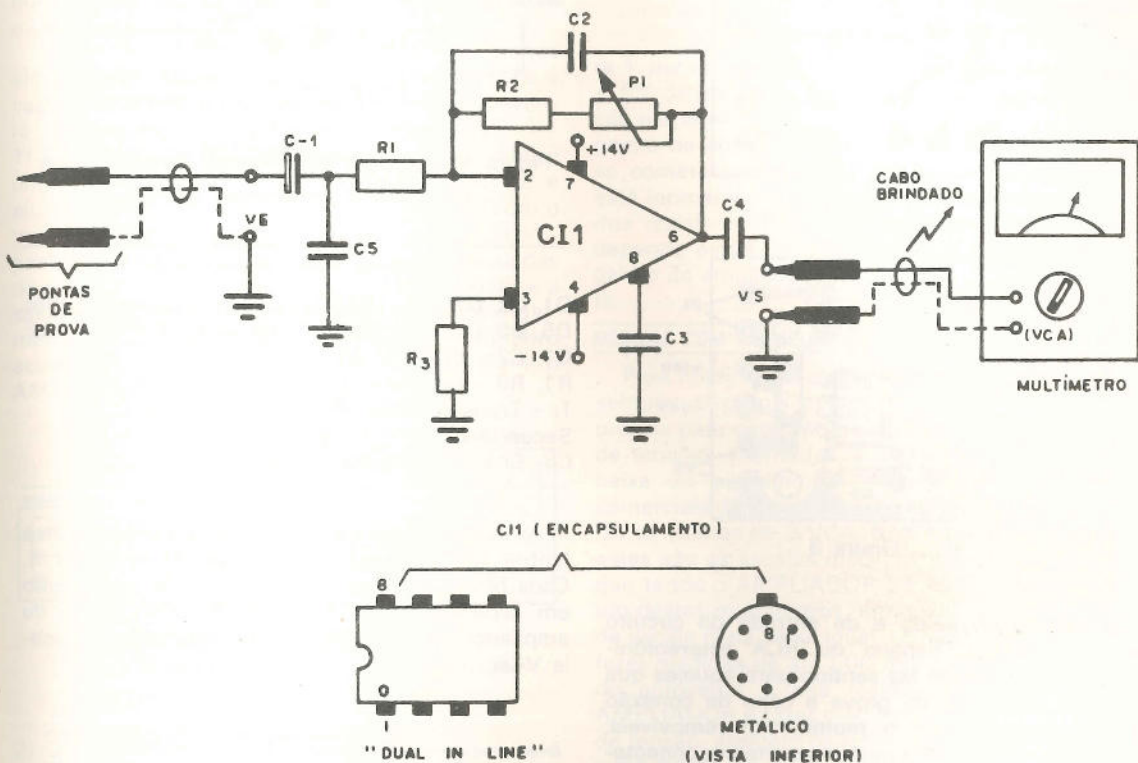 C2
R2
P1
C-1
R1
+14V
2
7
VE
C5
CI1
6
C4
CABO
BRINDADO
8
PONTAS
DE
PROVA
3
4
VS
R3
-14V
C3
(VCA)
MULTÍMETRO
CI1 (ENCAPSULAMENTO)
8
8
1
O
1
METÁLICO
"DUAL IN LINE"
(VISTA INFERIOR)